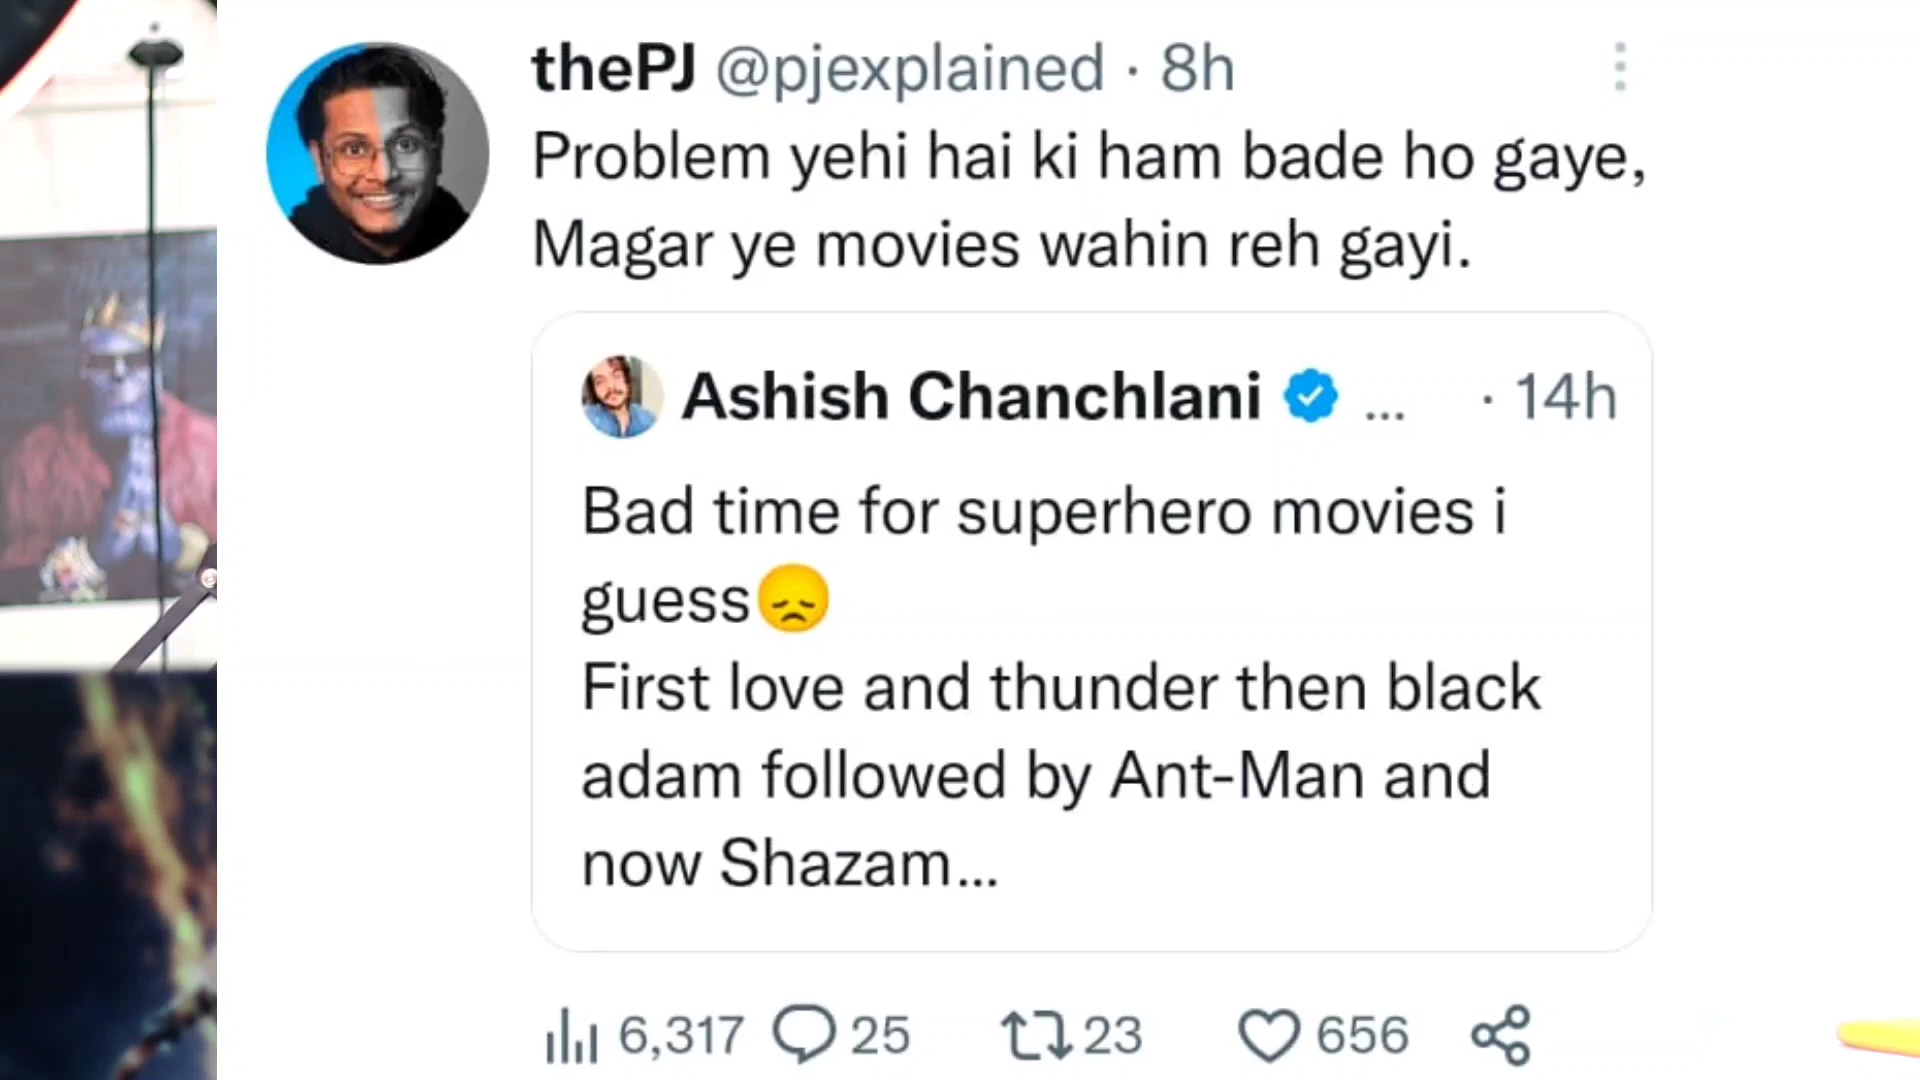 thePJ @pjexplained · 8h
Problem yehi hai ki ham bade ho gaye,
Magar ye movies wahin reh gayi.
Ashish Chanchlani ... · 14h
Bad time for superhero movies i
guess😞
First love and thunder then black
adam followed by Ant-Man and
now Shazam...
6,317 25 23 656